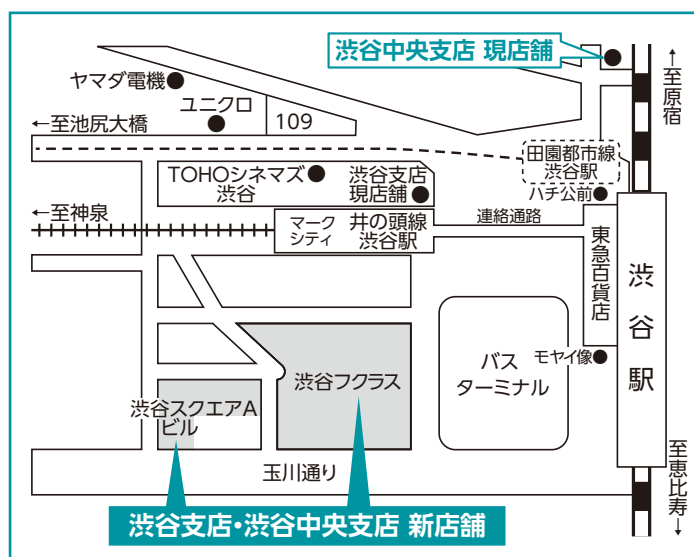 渋谷中央支店 現店舗
↑至原宿
ヤマダ電機
ユニクロ
109
←至池尻大橋
田園都市線
渋谷駅
TOHOシネマズ
渋谷
渋谷支店
現店舗
ハチ公前
←至神泉
マーク
シティ
井の頭線
渋谷駅
連絡通路
東急百貨店
渋谷駅
バス
ターミナル
モヤイ像
渋谷フクラス
渋谷スクエアA
ビル
玉川通り
至恵比寿↓
渋谷支店・渋谷中央支店 新店舗